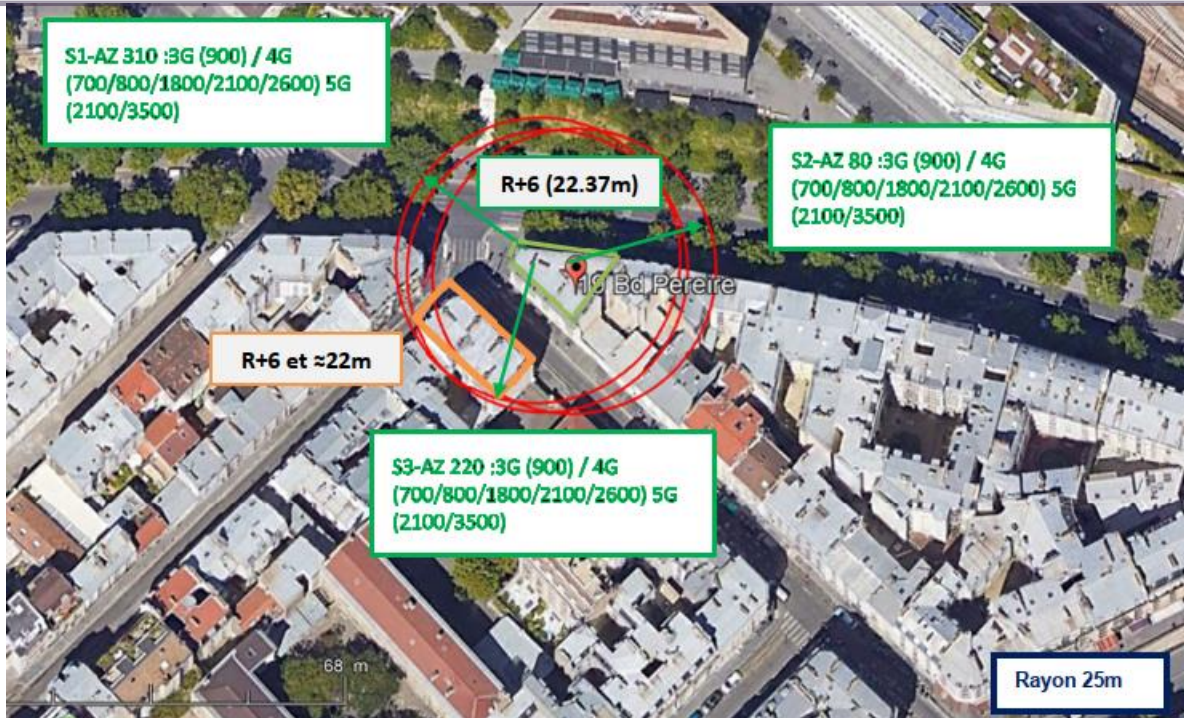 S1-AZ 310 :3G (900) / 4G
(700/800/1800/2100/2600) 5G
(2100/3500)
R+6 (22.37m)
S2-AZ 80 :3G (900) / 4G
(700/800/1800/2100/2600) 5G
(2100/3500)
19 Bd Pereire
R+6 et ≈22m
S3-AZ 220 :3G (900) / 4G
(700/800/1800/2100/2600) 5G
(2100/3500)
68 m
Rayon 25m